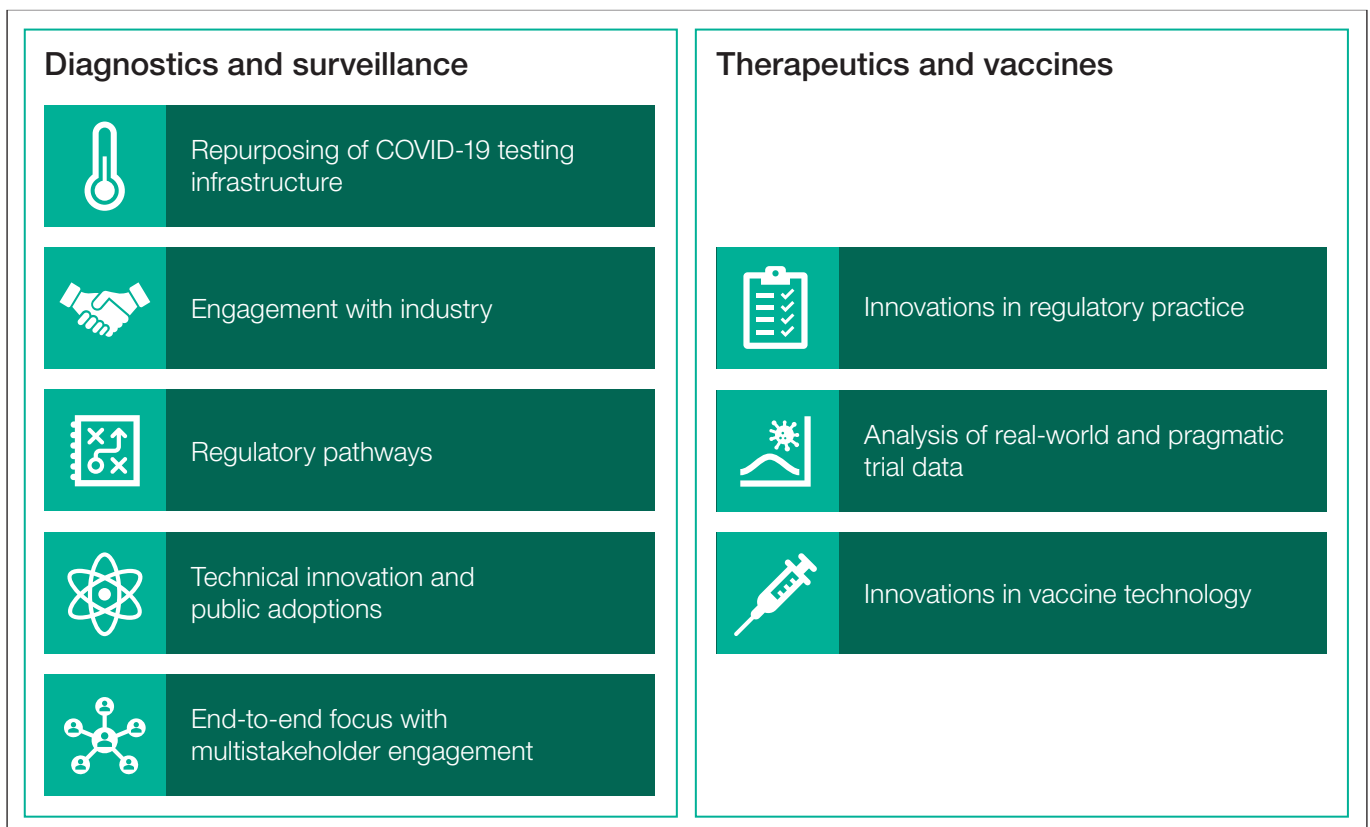 Diagnostics and surveillance
Repurposing of COVID-19 testing
infrastructure
Engagement with industry
Regulatory pathways
Technical innovation and
public adoptions
End-to-end focus with
multistakeholder engagement
Therapeutics and vaccines
Innovations in regulatory practice
Analysis of real-world and pragmatic
trial data
Innovations in vaccine technology